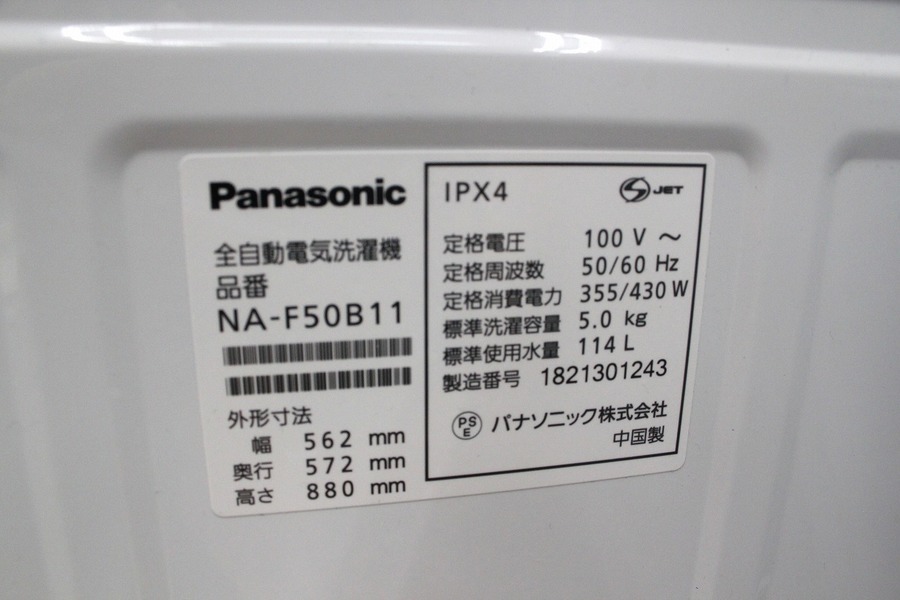 Panasonic
全自動電気洗濯機
品番
NA-F50B11
外形寸法
幅 562 mm
奥行 572 mm
高さ 880 mm
IPX4
JET
定格電圧 100 V ～
定格周波数 50/60 Hz
定格消費電力 355/430 W
標準洗濯容量 5.0 kg
標準使用水量 114 L
製造番号 1821301243
PS
E
パナソニック株式会社
中国製